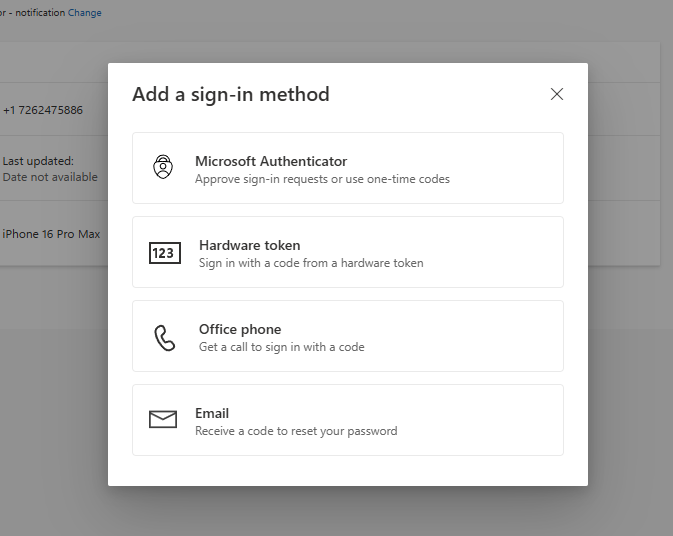 or - notification Change
Add a sign-in method
+1 7262475886
Last updated:
Date not available
iPhone 16 Pro Max
Microsoft Authenticator
Approve sign-in requests or use one-time codes
123
Hardware token
Sign in with a code from a hardware token
Office phone
Get a call to sign in with a code
Email
Receive a code to reset your password